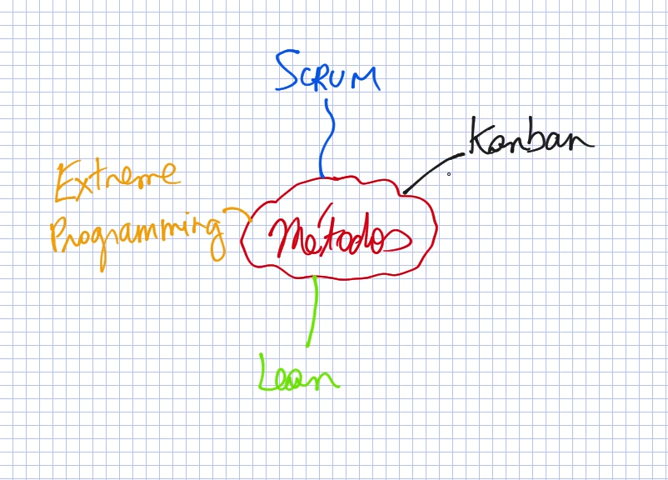 SCRUM
Kanban
Extreme
Programming
Métodos
Lean